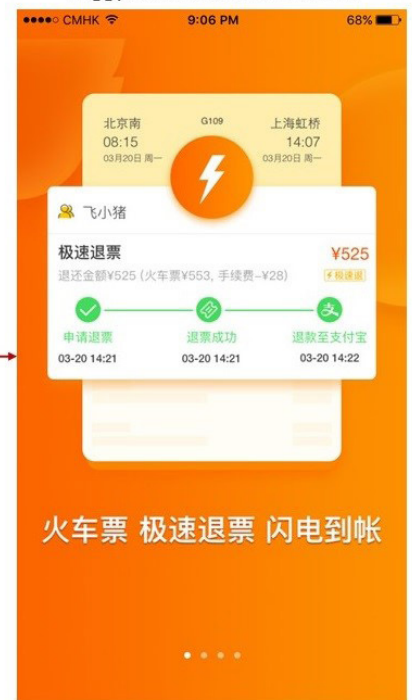 CMHK 9:06 PM 68%
北京南 G109 上海虹桥
08:15 14:07
03月20日 周一 03月20日 周一
飞小猪
极速退票 ¥525
退还金额¥525 (火车票¥553, 手续费-¥28) 极速退
支
申请退票 退票成功 退款至支付宝
03-20 14:21 03-20 14:21 03-20 14:22
火车票 极速退票 闪电到帐